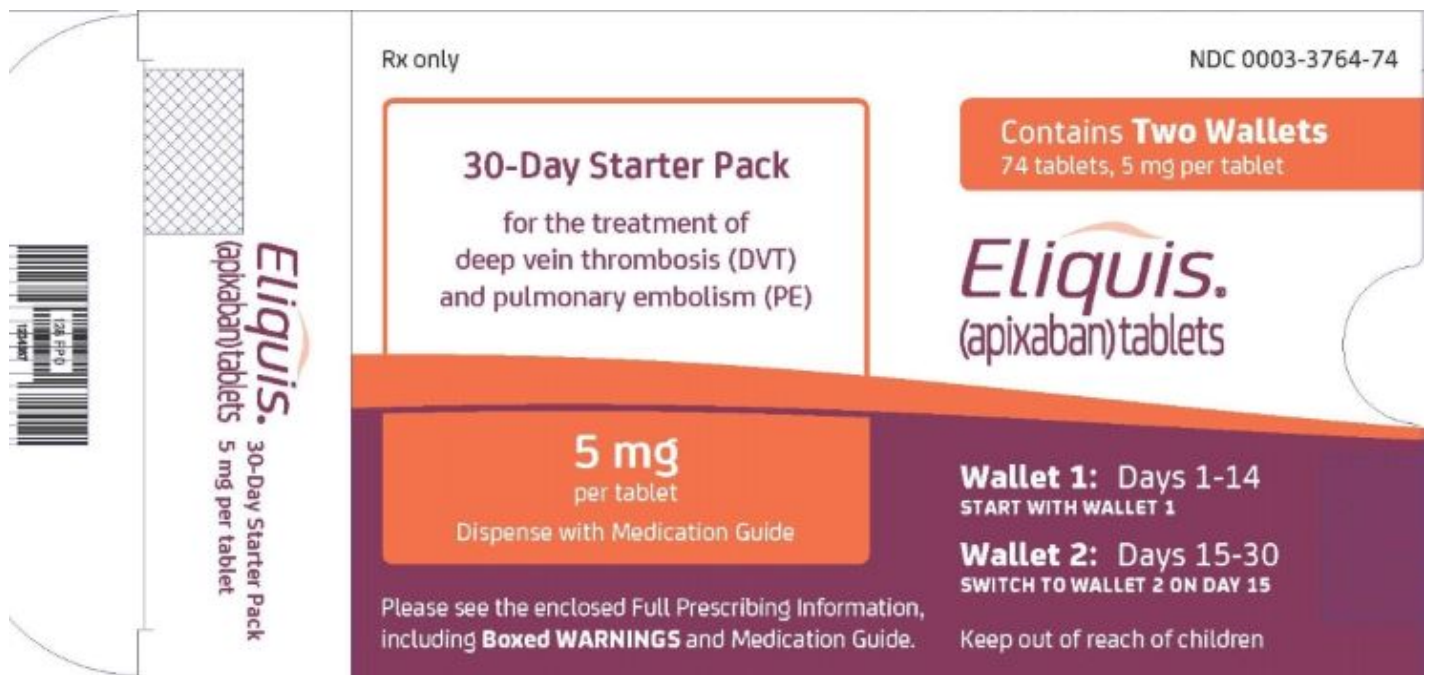 Rx only
NDC 0003-3764-74
30-Day Starter Pack
for the treatment of
deep vein thrombosis (DVT)
and pulmonary embolism (PE)
Contains Two Wallets
74 tablets, 5 mg per tablet
Eliquis®
(apixaban) tablets
5 mg
per tablet
Dispense with Medication Guide
Wallet 1: Days 1-14
START WITH WALLET 1
Wallet 2: Days 15-30
SWITCH TO WALLET 2 ON DAY 15
Please see the enclosed Full Prescribing Information,
including Boxed WARNINGS and Medication Guide.
Keep out of reach of children
Eliquis®
(apixaban) tablets
30-Day Starter Pack
5 mg per tablet